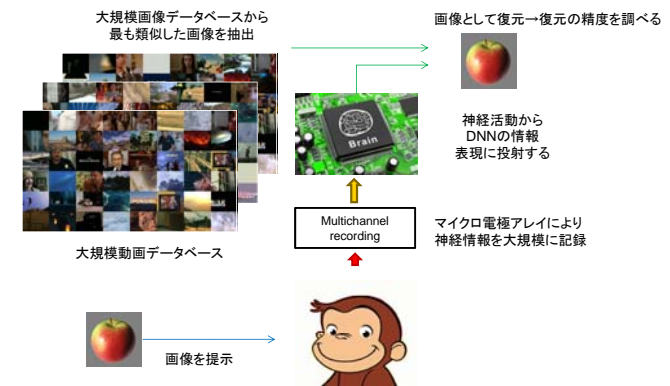 大規模画像データベースから
最も類似した画像を抽出
画像として復元→復元の精度を調べる
Brain
神経活動から
DNNの情報
表現に投射する
Multichannel
recording
マイクロ電極アレイにより
神経情報を大規模に記録
大規模動画データベース
画像を提示